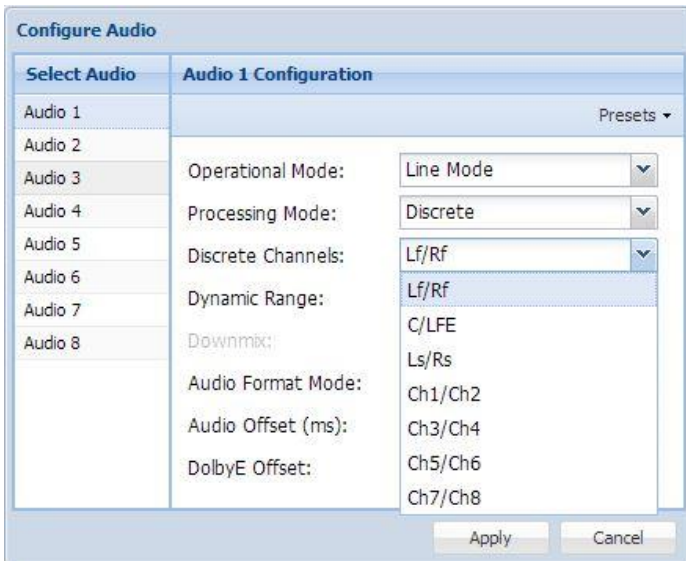 Configure Audio
Select Audio
Audio 1 Configuration
Audio 1
Audio 2
Audio 3
Audio 4
Audio 5
Audio 6
Audio 7
Audio 8
Presets
Operational Mode: Line Mode
Processing Mode: Discrete
Discrete Channels: Lf/Rf
Dynamic Range:
Downmix:
Audio Format Mode:
Audio Offset (ms):
DolbyE Offset:
Lf/Rf
C/LFE
Ls/Rs
Ch1/Ch2
Ch3/Ch4
Ch5/Ch6
Ch7/Ch8
Apply
Cancel